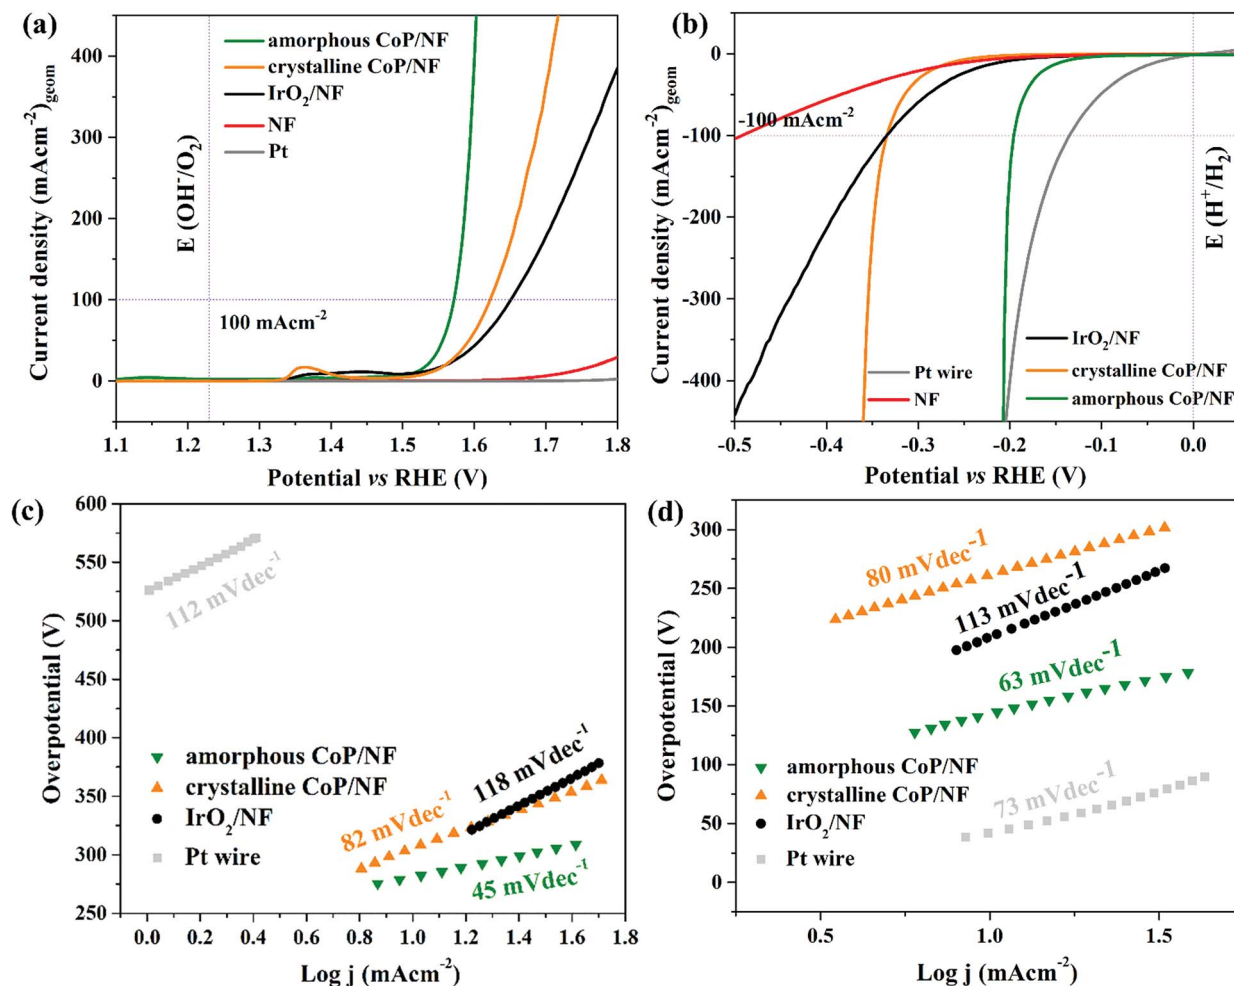 (a)
amorphous CoP/NF
crystalline CoP/NF
IrO₂/NF
NF
Pt
E (OH⁻/O₂)
100 mAcm⁻²
400
300
200
100
0
Current density (mAcm⁻²)geom
1.1 1.2 1.3 1.4 1.5 1.6 1.7 1.8
Potential vs RHE (V)
(b)
-100 mAcm⁻²
E (H⁺/H₂)
IrO₂/NF
Pt wire
crystalline CoP/NF
NF
amorphous CoP/NF
0
-100
-200
-300
-400
Current density (mAcm⁻²)geom
-0.5 -0.4 -0.3 -0.2 -0.1 0.0
Potential vs RHE (V)
(c)
112 mVdec⁻¹
amorphous CoP/NF
crystalline CoP/NF
IrO₂/NF
Pt wire
118 mVdec⁻¹
82 mVdec⁻¹
45 mVdec⁻¹
600
550
500
450
400
350
300
250
Overpotential (V)
0.0 0.2 0.4 0.6 0.8 1.0 1.2 1.4 1.6 1.8
Log j (mAcm⁻²)
(d)
80 mVdec⁻¹
113 mVdec⁻¹
63 mVdec⁻¹
73 mVdec⁻¹
amorphous CoP/NF
crystalline CoP/NF
IrO₂/NF
Pt wire
300
250
200
150
100
50
0
Overpotential (V)
0.5 1.0 1.5
Log j (mAcm⁻²)